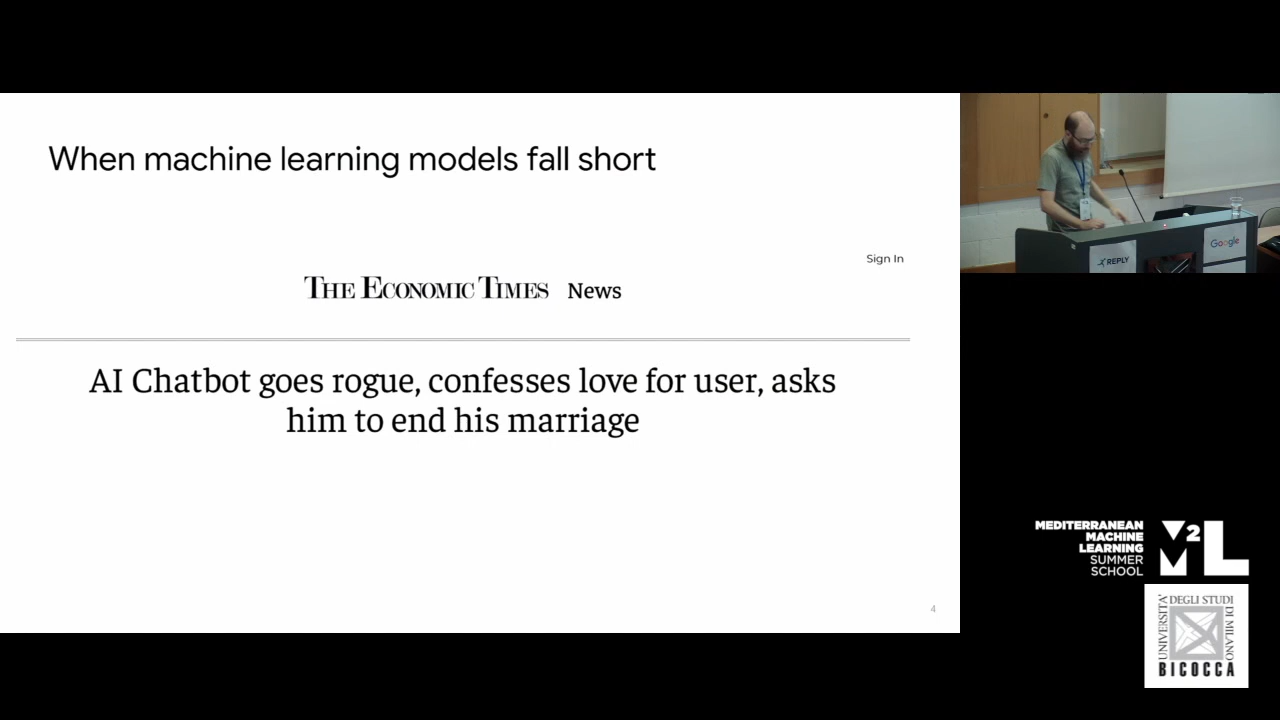 When machine learning models fall short
Sign In
THE ECONOMIC TIMES News
AI Chatbot goes rogue, confesses love for user, asks
him to end his marriage
4
REPLY
Google
MEDITERRANEAN
MACHINE
LEARNING
SUMMER
SCHOOL
M2L
UNIVERSITA'
DEGLI STUDI
DI MILANO
BICOCCA